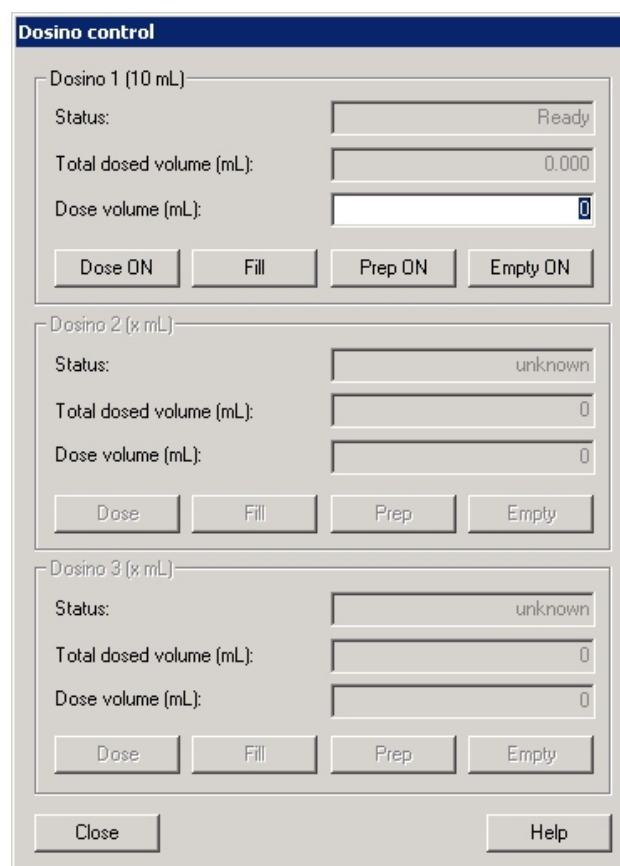 Dosino control
Dosino 1 (10 mL)
Status: Ready
Total dosed volume (mL): 0.000
Dose volume (mL): 0
Dose ON Fill Prep ON Empty ON
Dosino 2 (x mL)
Status: unknown
Total dosed volume (mL): 0
Dose volume (mL): 0
Dose Fill Prep Empty
Dosino 3 (x mL)
Status: unknown
Total dosed volume (mL): 0
Dose volume (mL): 0
Dose Fill Prep Empty
Close Help